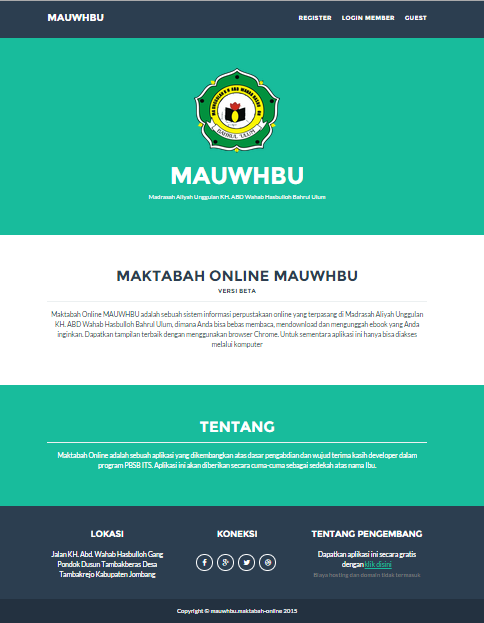 MAUWHBU
REGISTER LOGIN MEMBER GUEST
BAHRUL 'ULUM
MAUWHBU
Madrasah Aliyah Unggulan KH. ABD Wahab Hasbulloh Bahrul Ulum
MAKTABAH ONLINE MAUWHBU
VERSI BETA
Maktabah Online MAUWHBU adalah sebuah sistem informasi perpustakaan online yang terpasang di Madrasah Aliyah Unggulan
KH. ABD Wahab Hasbulloh Bahrul Ulum, dimana Anda bisa bebas membaca, mendownload dan mengunggah ebook yang Anda
inginkan. Dapatkan tampilan terbaik dengan menggunakan browser Chrome. Untuk sementara aplikasi ini hanya bisa diakses
melalui komputer
TENTANG
Maktabah Online adalah sebuah aplikasi yang dikembangkan atas dasar pengabdian dan wujud terima kasih developer dalam
program PBSB ITS. Aplikasi ini akan diberikan secara cuma-cuma sebagai sedekah atas nama Ibu.
LOKASI
Jalan KH. Abd. Wahab Hasbulloh Gang
Pondok Dusun Tambakberas Desa
Tambakrejo Kabupaten Jombang
KONEKSI
TENTANG PENGEMBANG
Dapatkan aplikasi ini secara gratis
dengan klik disini
Biaya hosting dan domain tidak termasuk
Copyright © mauwhbu.maktabah-online 2015